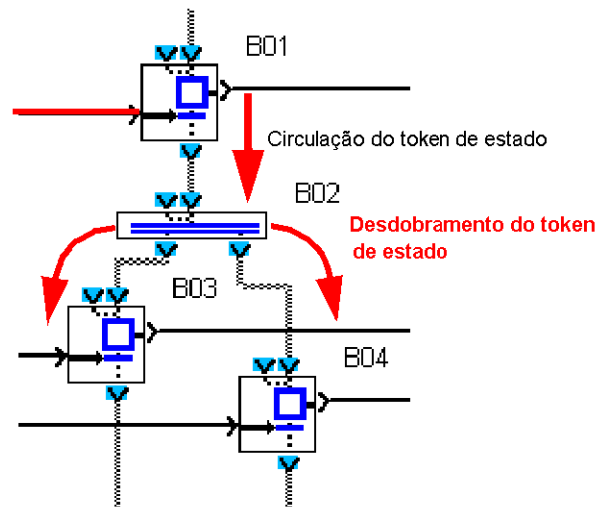 B01
Circulação do token de estado
B02
Desdobramento do token
de estado
B03
B04